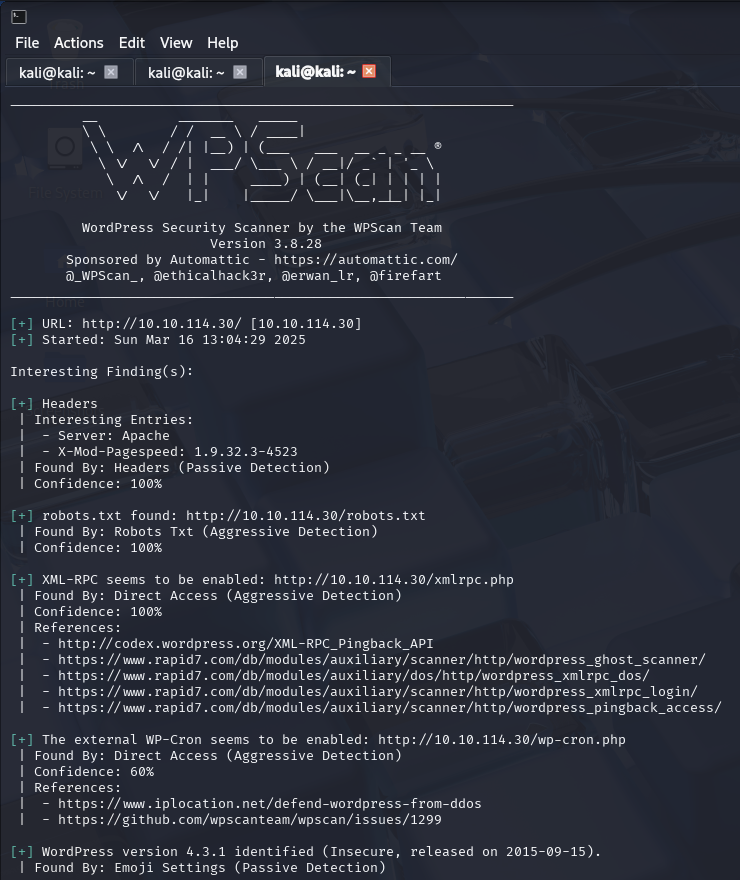 File Actions Edit View Help
kali@kali: ~ kali@kali: ~ kali@kali: ~
WPScan ®
WordPress Security Scanner by the WPScan Team
Version 3.8.28
Sponsored by Automattic - https://automattic.com/
@_WPScan_, @ethicalhack3r, @erwan_lr, @firefart
[+] URL: http://10.10.114.30/ [10.10.114.30]
[+] Started: Sun Mar 16 13:04:29 2025
Interesting Finding(s):
[+] Headers
| Interesting Entries:
|  - Server: Apache
|  - X-Mod-Pagespeed: 1.9.32.3-4523
| Found By: Headers (Passive Detection)
| Confidence: 100%
[+] robots.txt found: http://10.10.114.30/robots.txt
| Found By: Robots Txt (Aggressive Detection)
| Confidence: 100%
[+] XML-RPC seems to be enabled: http://10.10.114.30/xmlrpc.php
| Found By: Direct Access (Aggressive Detection)
| Confidence: 100%
| References:
|  - http://codex.wordpress.org/XML-RPC_Pingback_API
|  - https://www.rapid7.com/db/modules/auxiliary/scanner/http/wordpress_ghost_scanner/
|  - https://www.rapid7.com/db/modules/auxiliary/dos/http/wordpress_xmlrpc_dos/
|  - https://www.rapid7.com/db/modules/auxiliary/scanner/http/wordpress_xmlrpc_login/
|  - https://www.rapid7.com/db/modules/auxiliary/scanner/http/wordpress_pingback_access/
[+] The external WP-Cron seems to be enabled: http://10.10.114.30/wp-cron.php
| Found By: Direct Access (Aggressive Detection)
| Confidence: 60%
| References:
|  - https://www.iplocation.net/defend-wordpress-from-ddos
|  - https://github.com/wpscanteam/wpscan/issues/1299
[+] WordPress version 4.3.1 identified (Insecure, released on 2015-09-15).
| Found By: Emoji Settings (Passive Detection)